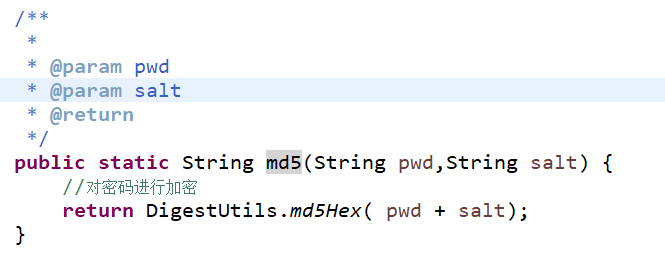 /**
 *
 * @param pwd
 * @param salt
 * @return
 */
public static String md5(String pwd,String salt) {
    //对密码进行加密
    return DigestUtils.md5Hex( pwd + salt);
}